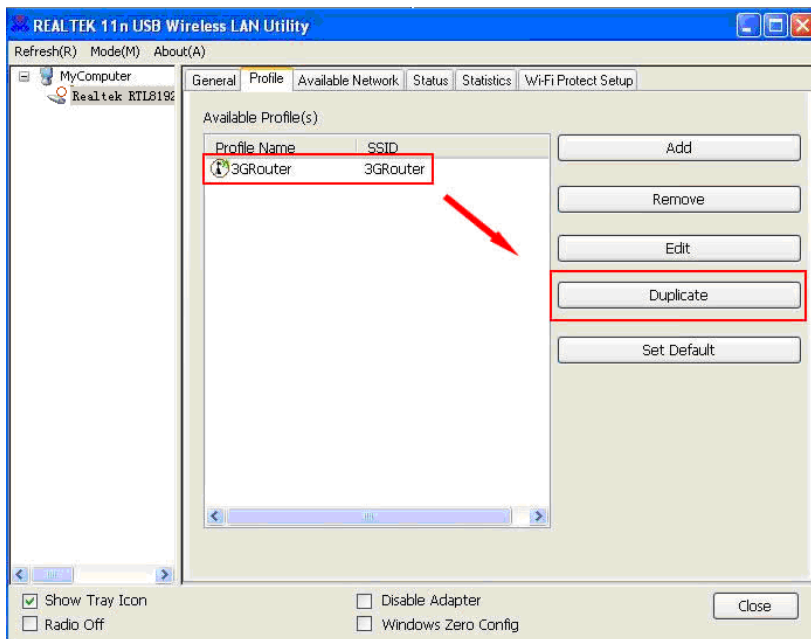 REALTEK 11n USB Wireless LAN Utility
Refresh(R) Mode(M) About(A)
MyComputer
Realtek RTL8192
General Profile Available Network Status Statistics Wi-Fi Protect Setup
Available Profile(s)
Profile Name SSID
3GRouter 3GRouter
Add
Remove
Edit
Duplicate
Set Default
Show Tray Icon
Radio Off
Disable Adapter
Windows Zero Config
Close